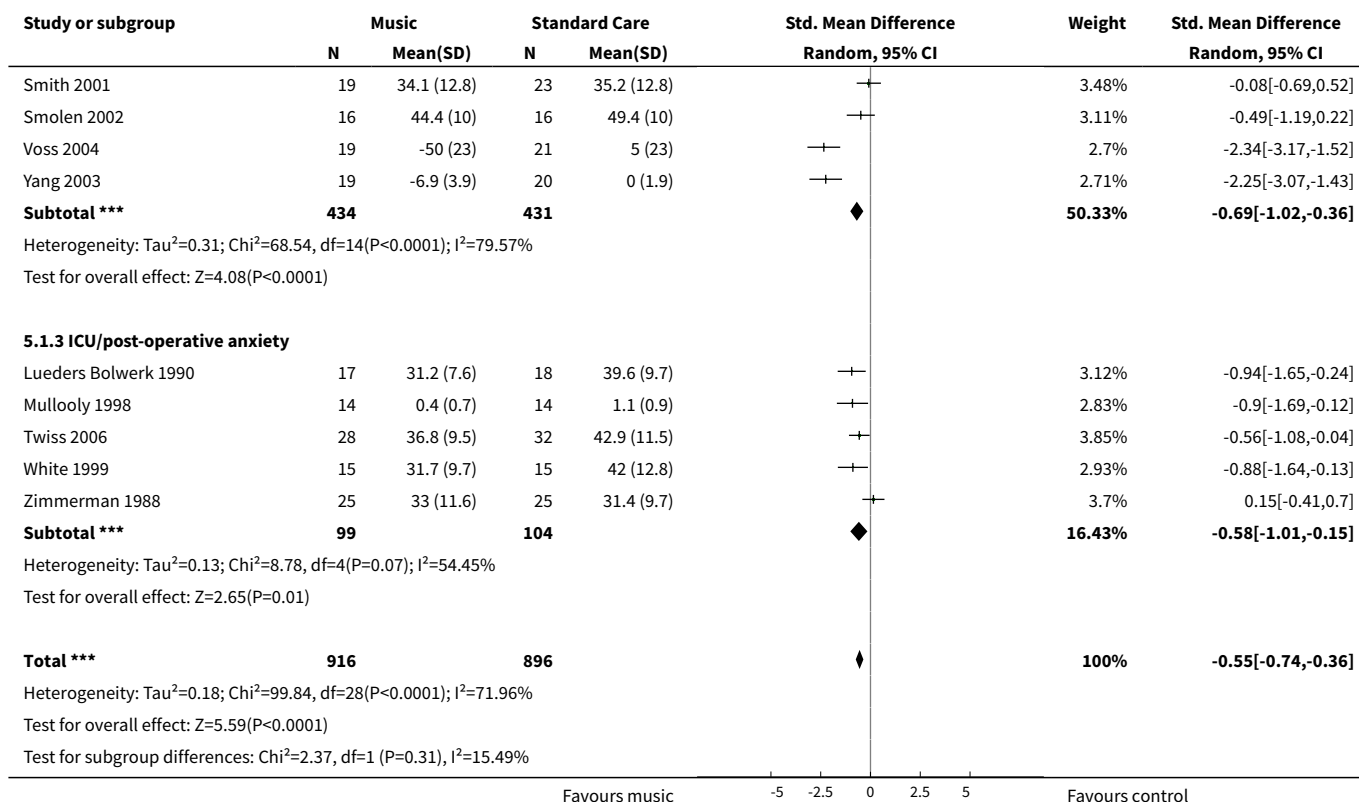 Study or subgroup Music Standard Care Std. Mean Difference Weight Std. Mean Difference
N Mean(SD) N Mean(SD) Random, 95% CI Random, 95% CI
Smith 2001 19 34.1 (12.8) 23 35.2 (12.8) 3.48% -0.08[-0.69,0.52]
Smolen 2002 16 44.4 (10) 16 49.4 (10) 3.11% -0.49[-1.19,0.22]
Voss 2004 19 -50 (23) 21 5 (23) 2.7% -2.34[-3.17,-1.52]
Yang 2003 19 -6.9 (3.9) 20 0 (1.9) 2.71% -2.25[-3.07,-1.43]
Subtotal *** 434 431 50.33% -0.69[-1.02,-0.36]
Heterogeneity: Tau²=0.31; Chi²=68.54, df=14(P<0.0001); I²=79.57%
Test for overall effect: Z=4.08(P<0.0001)
5.1.3 ICU/post-operative anxiety
Lueders Bolwerk 1990 17 31.2 (7.6) 18 39.6 (9.7) 3.12% -0.94[-1.65,-0.24]
Mullooly 1998 14 0.4 (0.7) 14 1.1 (0.9) 2.83% -0.9[-1.69,-0.12]
Twiss 2006 28 36.8 (9.5) 32 42.9 (11.5) 3.85% -0.56[-1.08,-0.04]
White 1999 15 31.7 (9.7) 15 42 (12.8) 2.93% -0.88[-1.64,-0.13]
Zimmerman 1988 25 33 (11.6) 25 31.4 (9.7) 3.7% 0.15[-0.41,0.7]
Subtotal *** 99 104 16.43% -0.58[-1.01,-0.15]
Heterogeneity: Tau²=0.13; Chi²=8.78, df=4(P=0.07); I²=54.45%
Test for overall effect: Z=2.65(P=0.01)
Total *** 916 896 100% -0.55[-0.74,-0.36]
Heterogeneity: Tau²=0.18; Chi²=99.84, df=28(P<0.0001); I²=71.96%
Test for overall effect: Z=5.59(P<0.0001)
Test for subgroup differences: Chi²=2.37, df=1 (P=0.31), I²=15.49%
Favours music -5 -2.5 0 2.5 5 Favours control